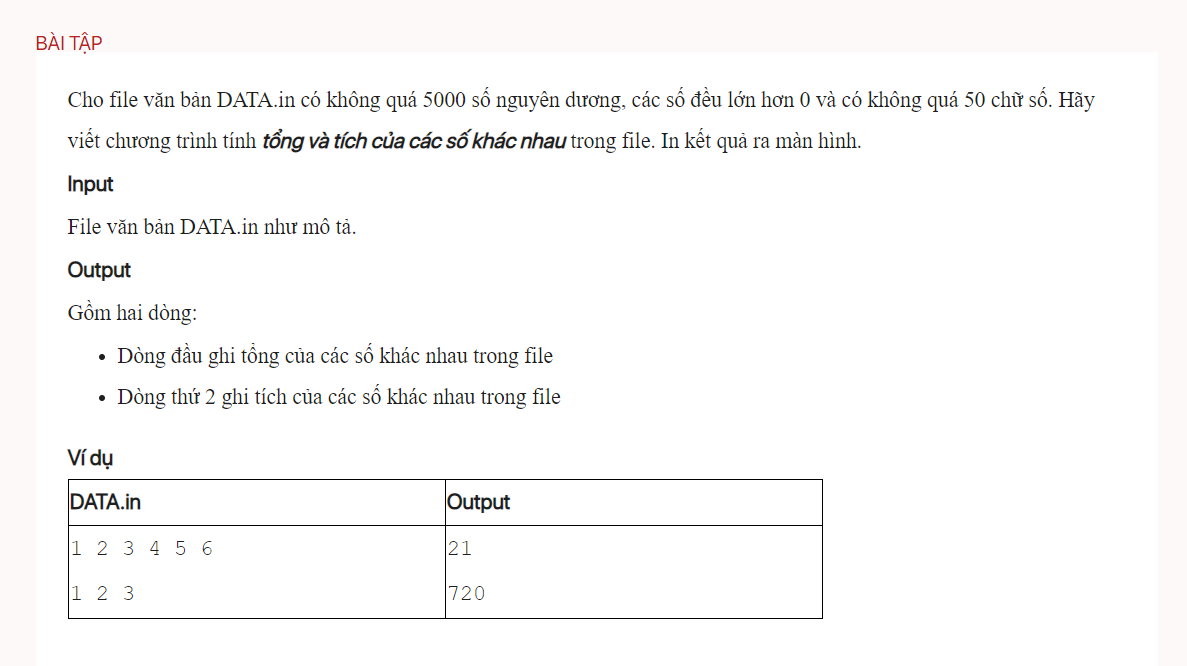 BÀI TẬP
Cho file văn bản DATA.in có không quá 5000 số nguyên dương, các số đều lớn hơn 0 và có không quá 50 chữ số. Hãy
viết chương trình tính tổng và tích của các số khác nhau trong file. In kết quả ra màn hình.
Input
File văn bản DATA.in như mô tả.
Output
Gồm hai dòng:
• Dòng đầu ghi tổng của các số khác nhau trong file
• Dòng thứ 2 ghi tích của các số khác nhau trong file
Ví dụ
DATA.in Output
1 2 3 4 5 6 21
1 2 3 720